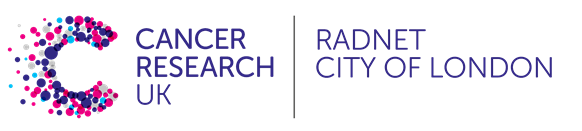 CANCER
RESEARCH
UK
RADNET
CITY OF LONDON